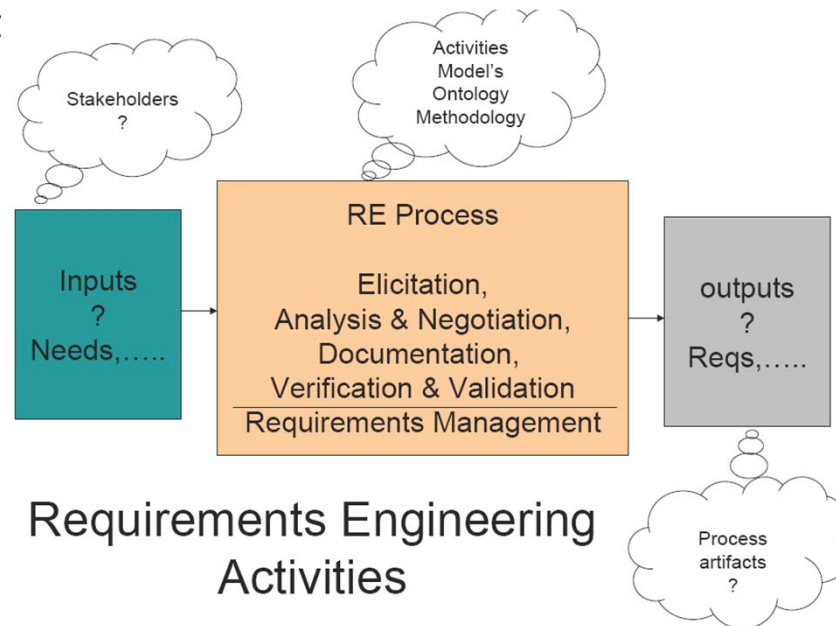 Stakeholders
?
Activities
Model's
Ontology
Methodology
Inputs
?
Needs,.....
RE Process
Elicitation,
Analysis & Negotiation,
Documentation,
Verification & Validation
Requirements Management
outputs
?
Reqs,.....
Requirements Engineering
Activities
Process
artifacts
?